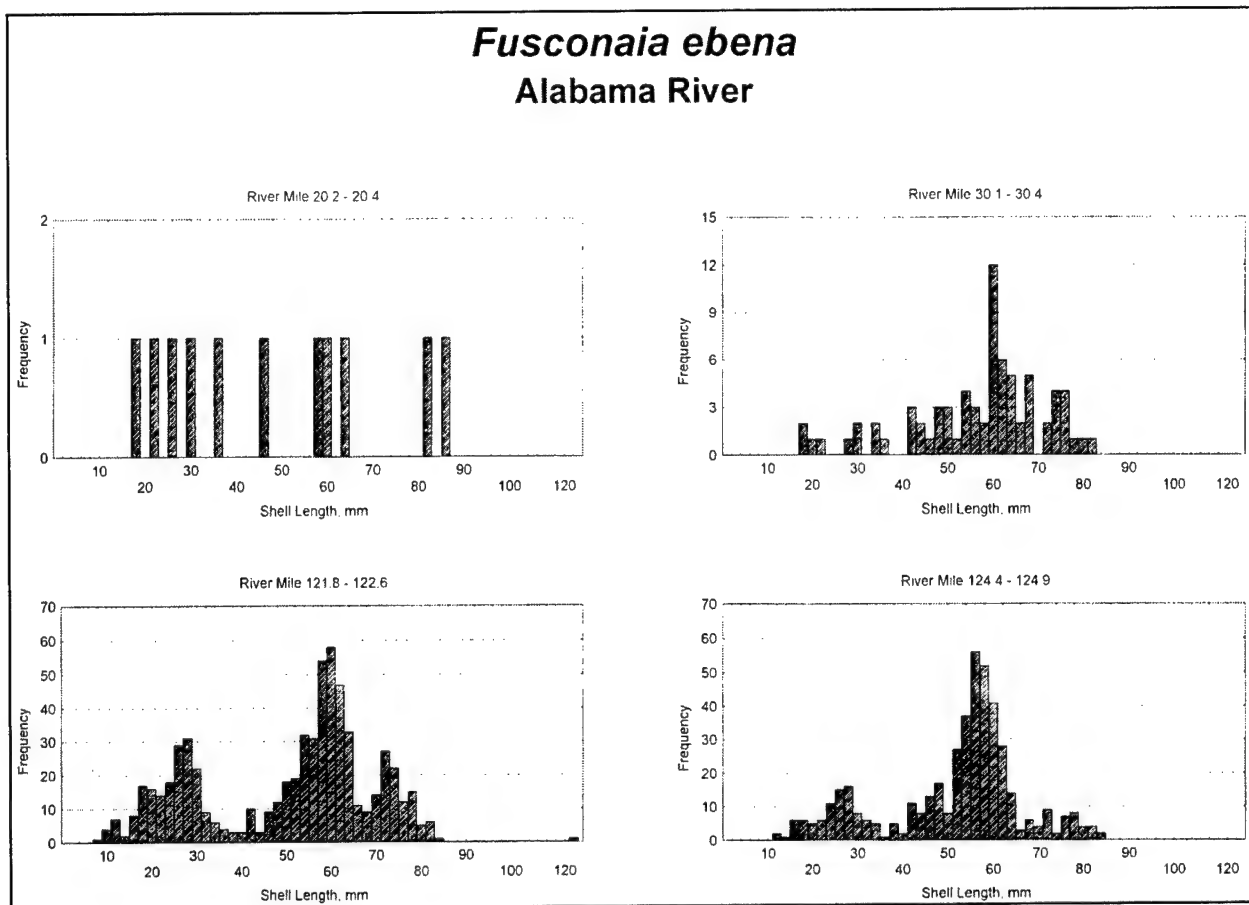 Fusconaia ebena
Alabama River
River Mile 20 2 - 20 4
2
1
0
Frequency
10 30 50 70 90
20 40 60 80 100 120
Shell Length, mm
River Mile 30 1 - 30 4
15
12
9
6
3
0
Frequency
10 30 50 70 90
20 40 60 80 100 120
Shell Length, mm
River Mile 121.8 - 122.6
70
60
50
40
30
20
10
0
Frequency
10 30 50 70 90
20 40 60 80 100 120
Shell Length, mm
River Mile 124 4 - 124 9
70
60
50
40
30
20
10
0
Frequency
10 30 50 70 90
20 40 60 80 100 120
Shell Length, mm